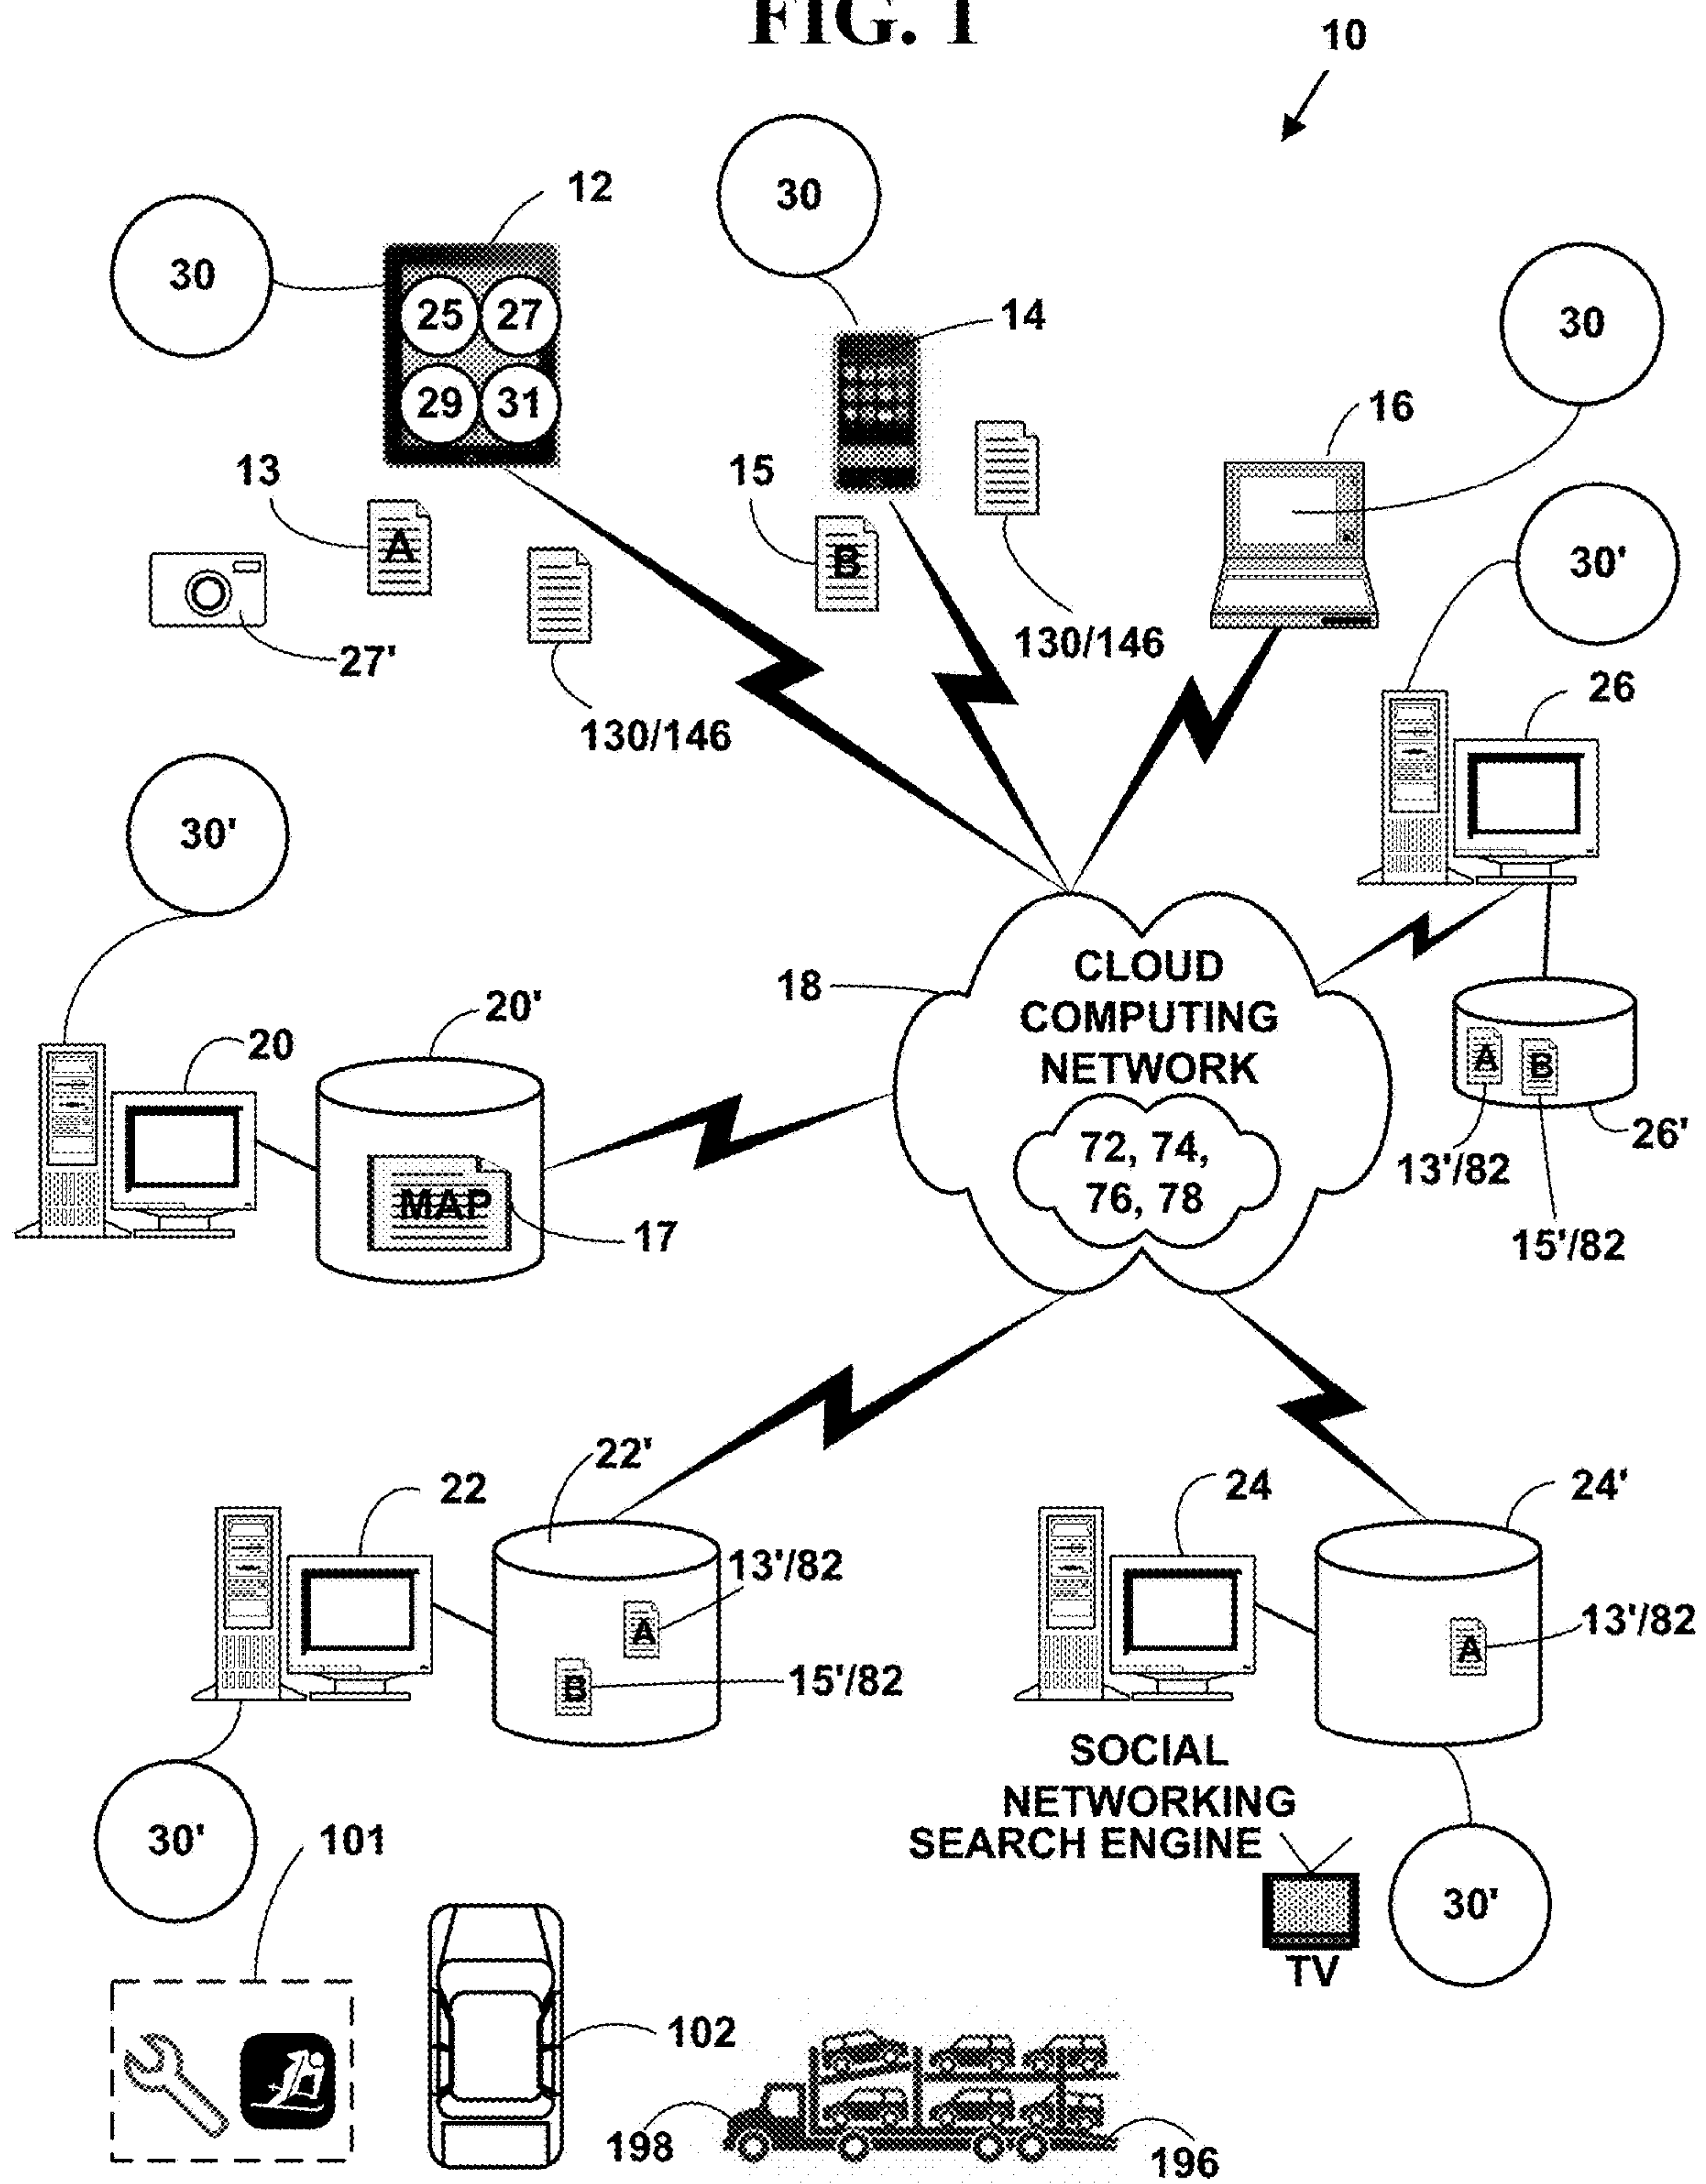 FIG. 1
10
30
12
30
30
25 27
14
29 31
16
13
A
15
B
30'
27'
130/146
130/146
26
30'
18
CLOUD
COMPUTING
NETWORK
72, 74,
76, 78
20'
20
A
B
26'
13'/82
15'/82
MAP
17
22'
22
24
24'
13'/82
A
15'/82
B
13'/82
A
SOCIAL
NETWORKING
SEARCH ENGINE
30'
101
30'
TV
102
198
196